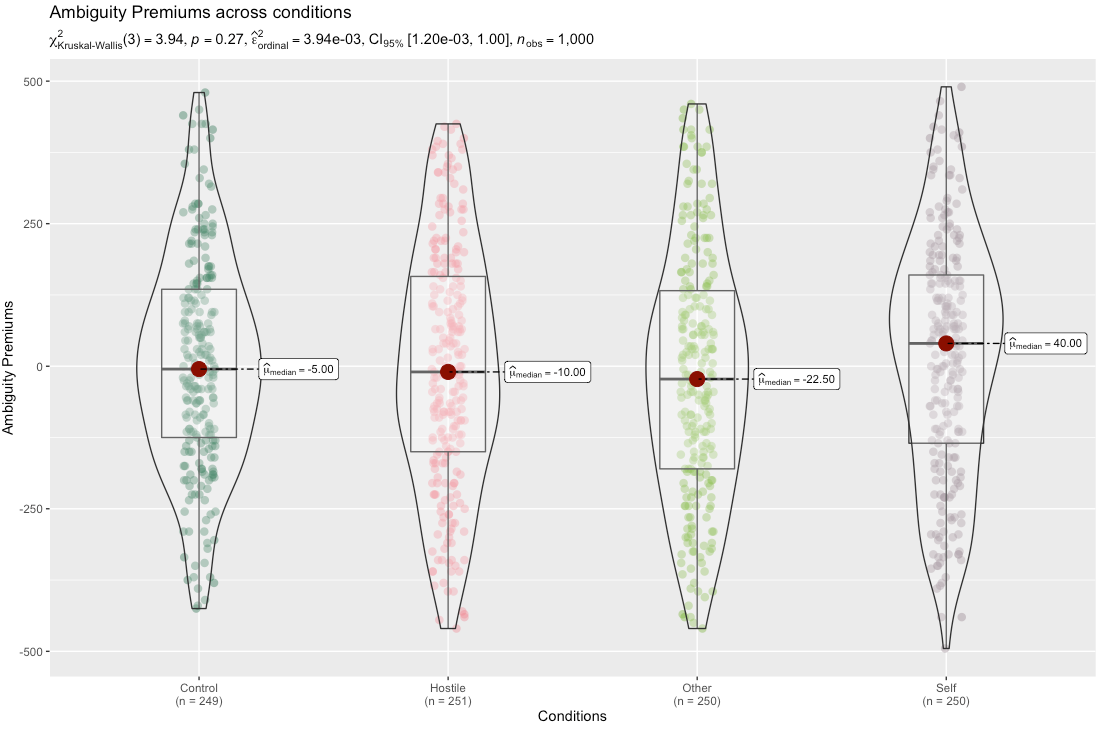 Ambiguity Premiums across conditions
χ²Kruskal-Wallis(3) = 3.94, p = 0.27, ε̂²ordinal = 3.94e-03, CI95% [1.20e-03, 1.00], nobs = 1,000
Ambiguity Premiums
500
250
0
-250
-500
μ̂median = -5.00
μ̂median = -10.00
μ̂median = -22.50
μ̂median = 40.00
Control
(n = 249)
Hostile
(n = 251)
Other
(n = 250)
Self
(n = 250)
Conditions